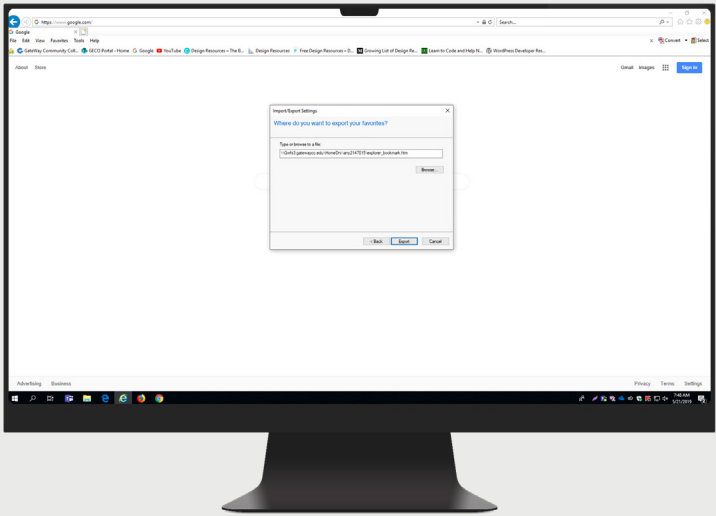 https://www.google.com/
Search...
Google
File Edit View Favorites Tools Help
Convert Select
GateWay Community Coll... GECO Portal - Home Google YouTube Design Resources – The B... Design Resources Free Design Resources – D... Growing List of Design Re... Learn to Code and Help N... WordPress Developer Res...
About Store
Gmail Images Sign in
Import/Export Settings
Where do you want to export your favorites?
Type or browse to a file:
Browse...
< Back Export Cancel
Advertising Business
Privacy Terms Settings
7:48 AM
5/21/2019